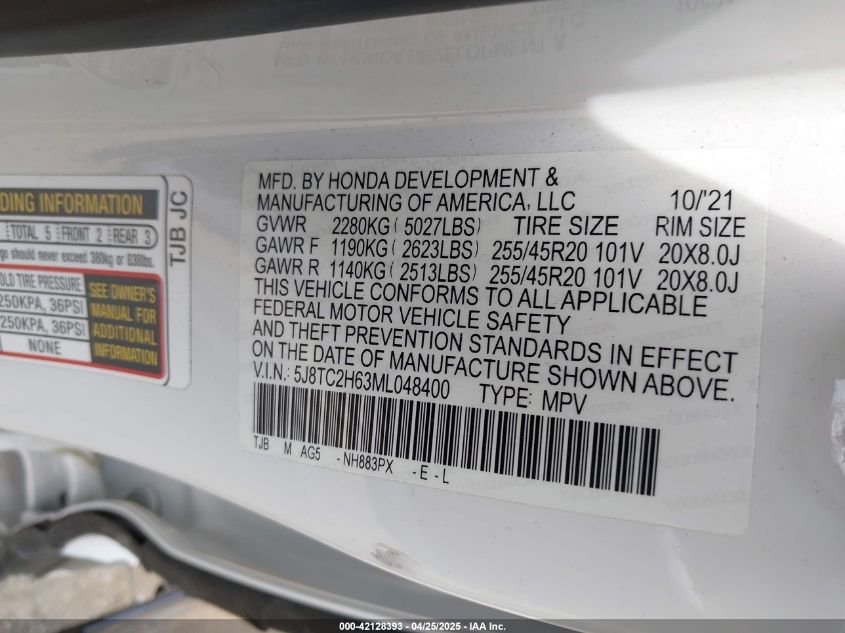 DING INFORMATION
TOTAL 5 FRONT 2 REAR 3
go should never exceed 380kg or 838lbs.
OLD TIRE PRESSURE
250KPA, 36PSI
250KPA, 36PSI
NONE
SEE OWNER'S
MANUAL FOR
ADDITIONAL
INFORMATION
TJB JC
MFD. BY HONDA DEVELOPMENT &
MANUFACTURING OF AMERICA, LLC 10/'21
GVWR 2280KG(5027LBS) TIRE SIZE RIM SIZE
GAWR F 1190KG(2623LBS) 255/45R20 101V 20X8.0J
GAWR R 1140KG(2513LBS) 255/45R20 101V 20X8.0J
THIS VEHICLE CONFORMS TO ALL APPLICABLE
FEDERAL MOTOR VEHICLE SAFETY
AND THEFT PREVENTION STANDARDS IN EFFECT
ON THE DATE OF MANUFACTURE SHOWN ABOVE.
V.I.N.: 5J8TC2H63ML048400 TYPE: MPV
TJB M AG5 -NH883PX -E-L
000-42128393 - 04/25/2025 - IAA Inc.